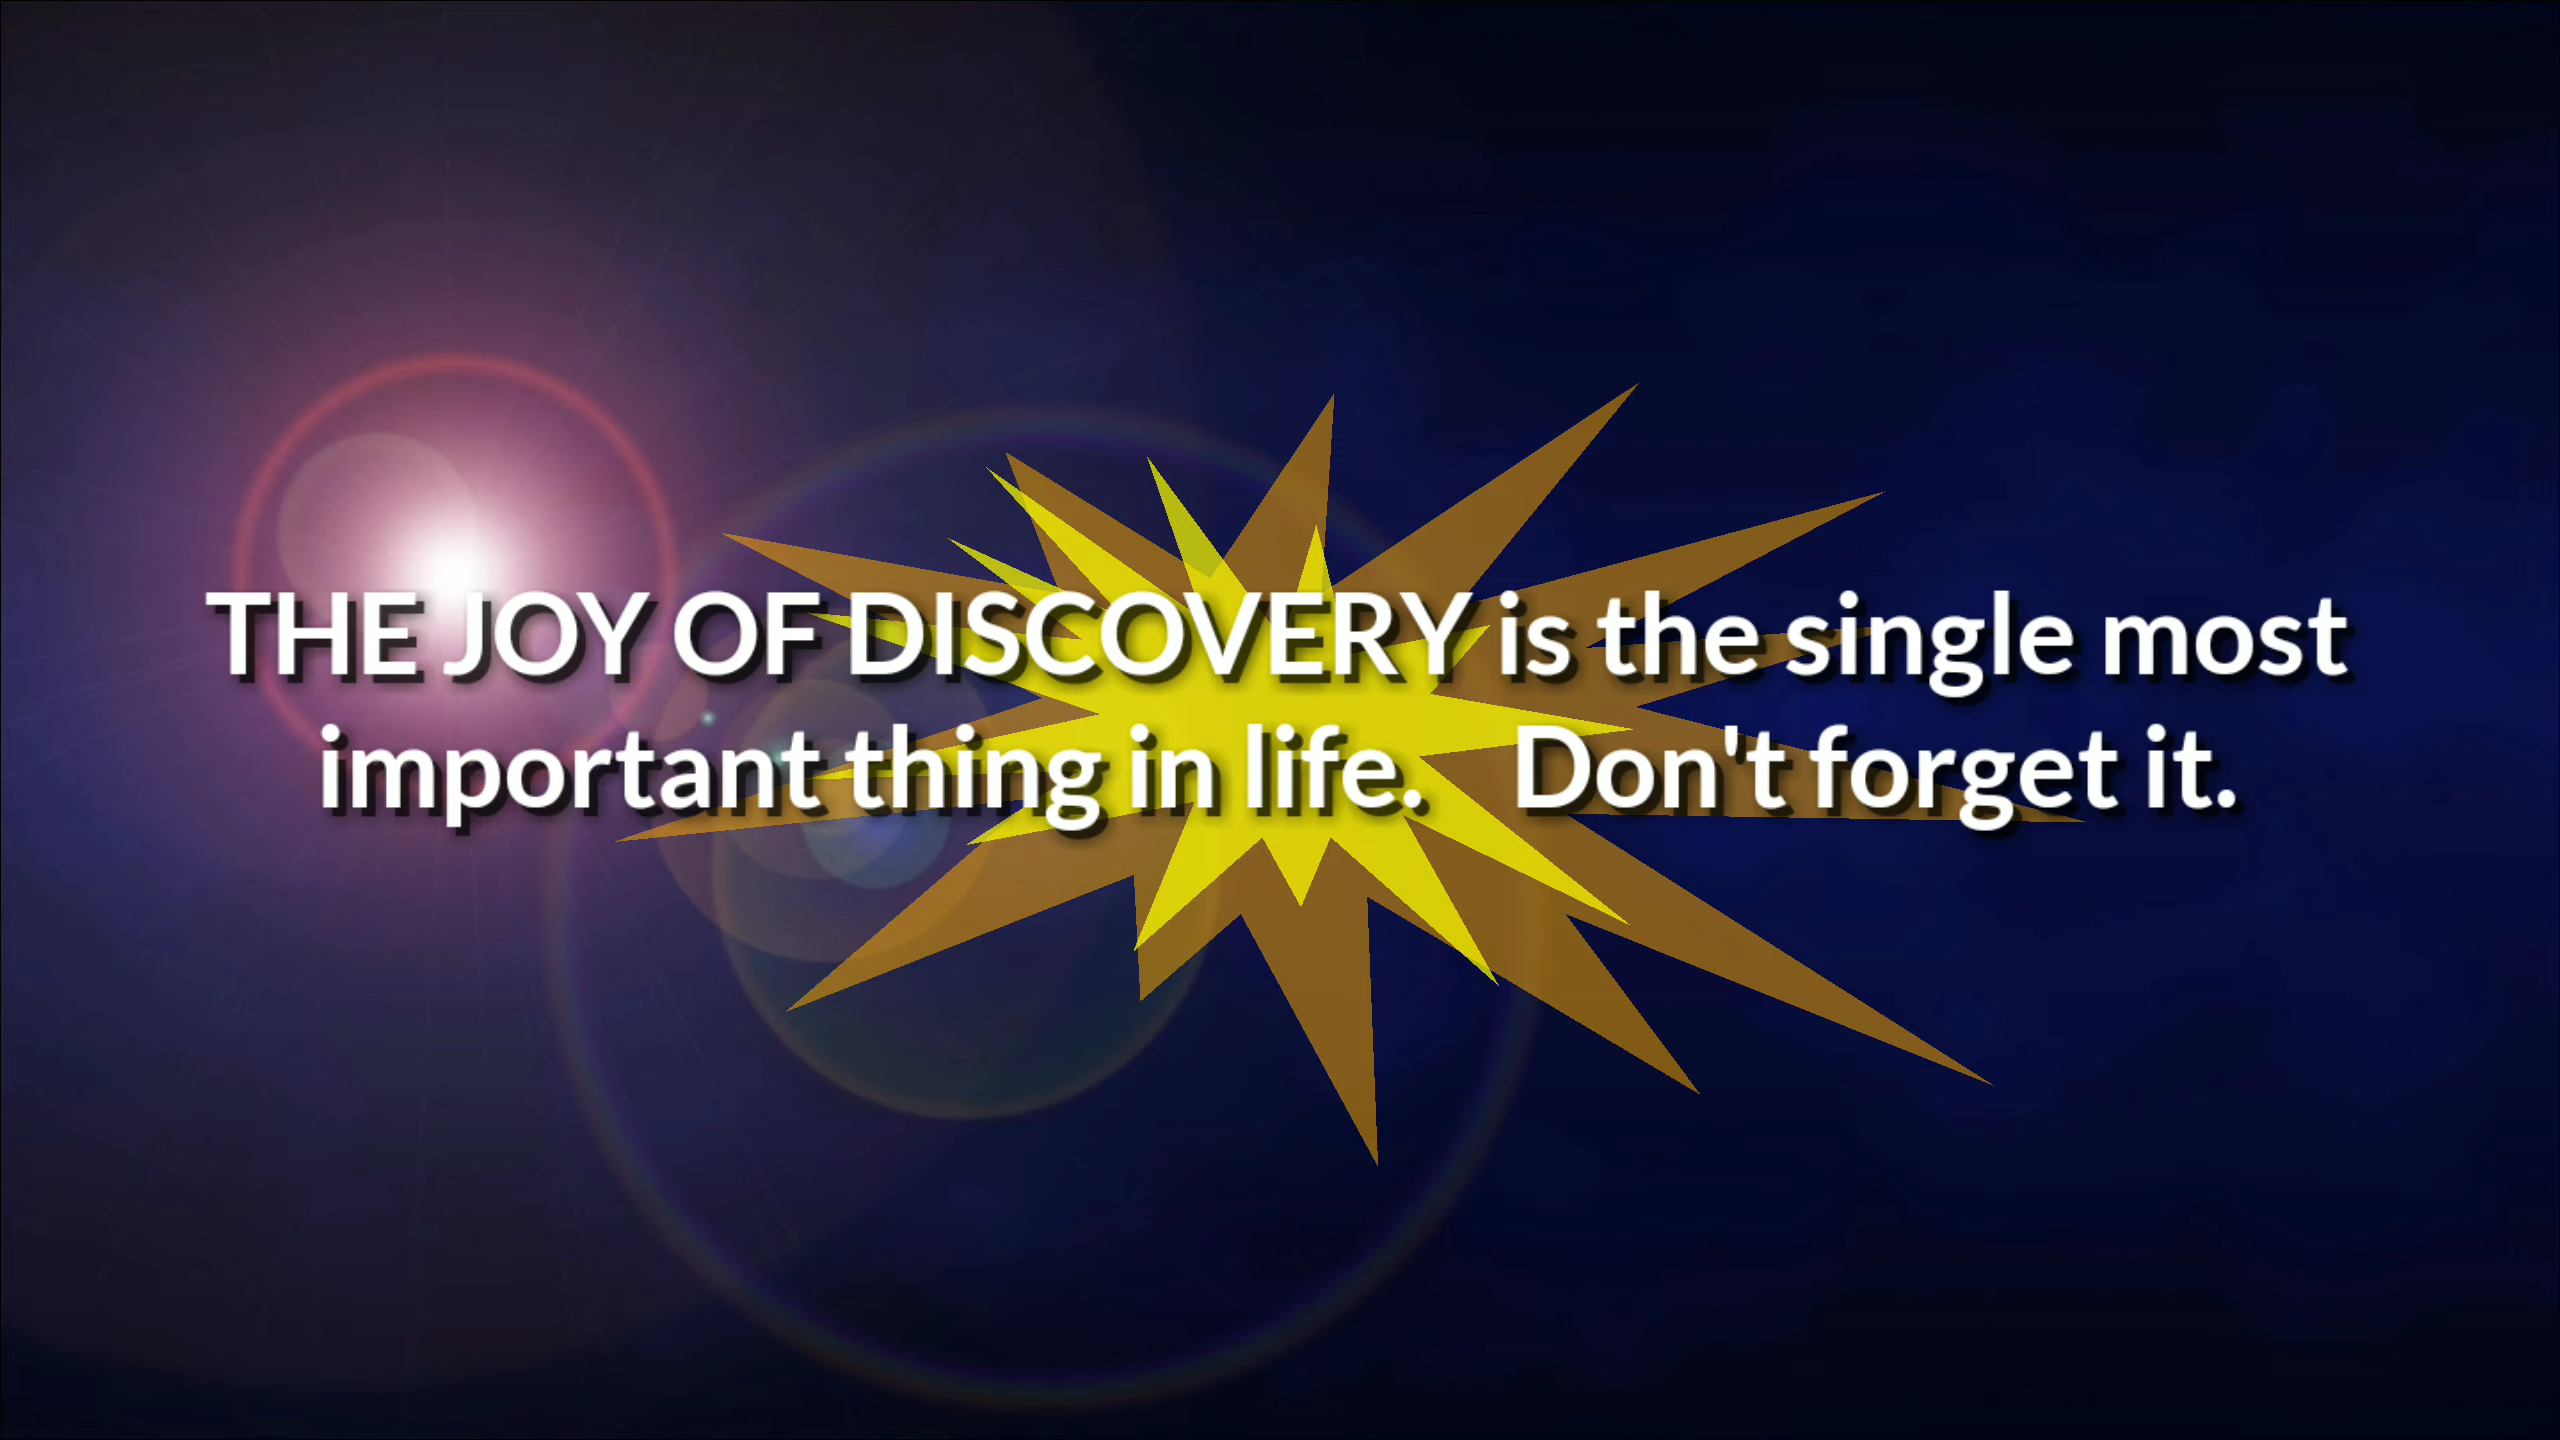 THE JOY OF DISCOVERY is the single most
important thing in life.   Don't forget it.